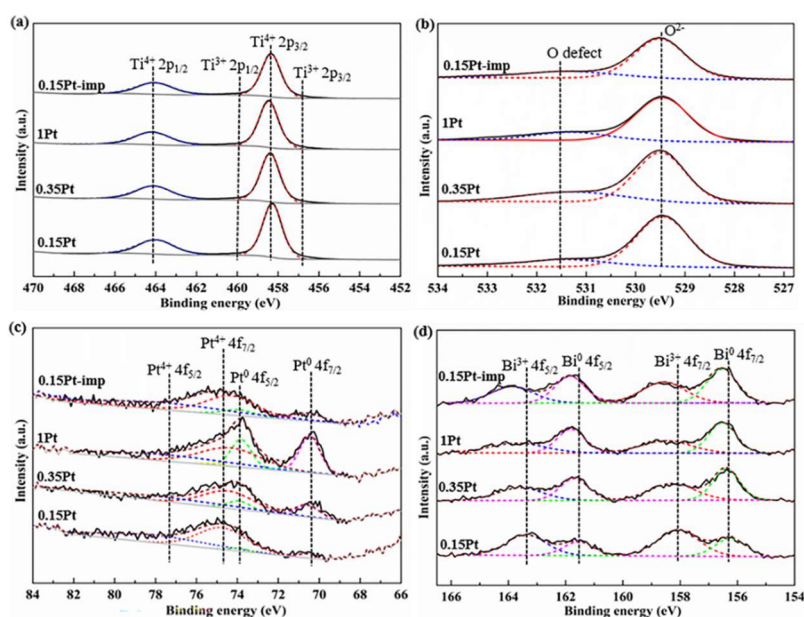 (a)
Ti⁴⁺ 2p₃/₂
Ti⁴⁺ 2p₁/₂ Ti³⁺ 2p₁/₂ Ti³⁺ 2p₃/₂
0.15Pt-imp
1Pt
0.35Pt
0.15Pt
Intensity (a.u.)
470 468 466 464 462 460 458 456 454 452
Binding energy (eV)
(b)
O²⁻
O defect
0.15Pt-imp
1Pt
0.35Pt
0.15Pt
Intensity (a.u.)
534 533 532 531 530 529 528 527
Binding energy (eV)
(c)
Pt⁴⁺ 4f₇/₂
Pt⁴⁺ 4f₅/₂ Pt⁰ 4f₅/₂ Pt⁰ 4f₇/₂
0.15Pt-imp
1Pt
0.35Pt
0.15Pt
Intensity (a.u.)
84 82 80 78 76 74 72 70 68 66
Binding energy (eV)
(d)
Bi³⁺ 4f₅/₂ Bi⁰ 4f₅/₂ Bi³⁺ 4f₇/₂ Bi⁰ 4f₇/₂
0.15Pt-imp
1Pt
0.35Pt
0.15Pt
Intensity (a.u.)
166 164 162 160 158 156 154
Binding energy (eV)